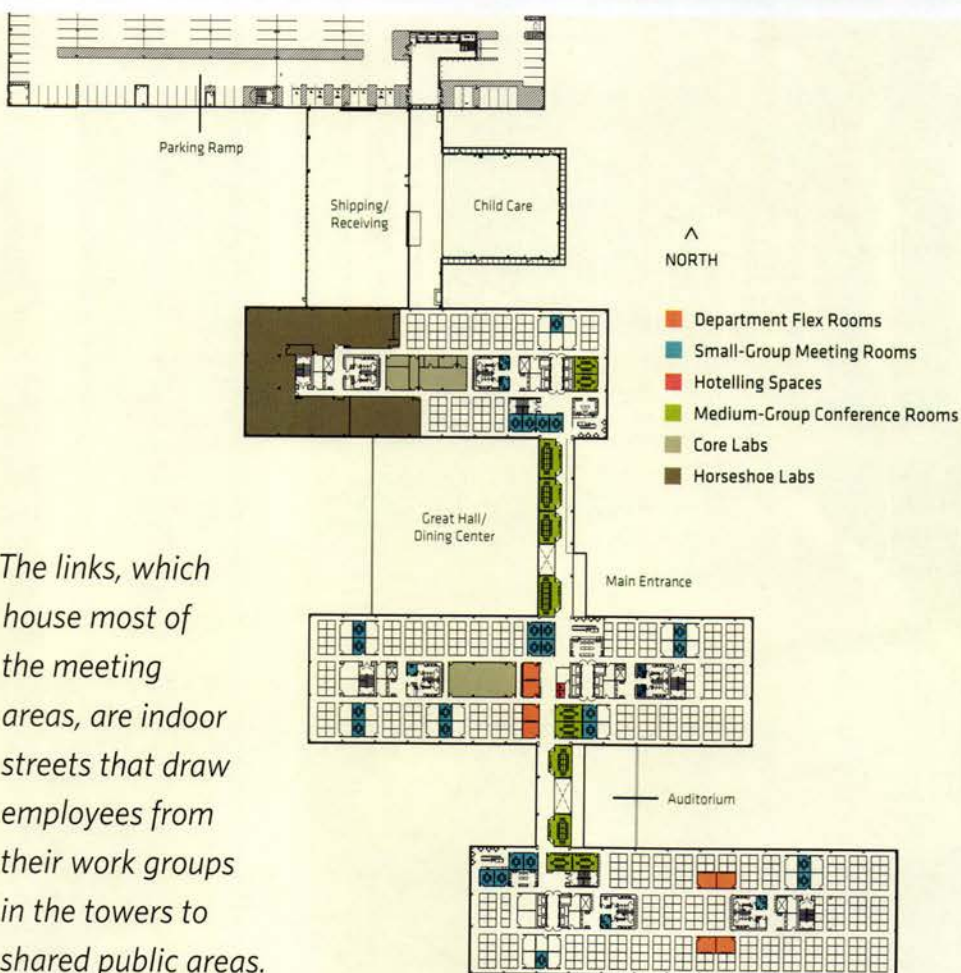 Parking Ramp
Shipping/
Receiving
Child Care
^
NORTH
Department Flex Rooms
Small-Group Meeting Rooms
Hotelling Spaces
Medium-Group Conference Rooms
Core Labs
Horseshoe Labs
Great Hall/
Dining Center
Main Entrance
The links, which
house most of
the meeting
areas, are indoor
streets that draw
employees from
their work groups
in the towers to
shared public areas.
Auditorium